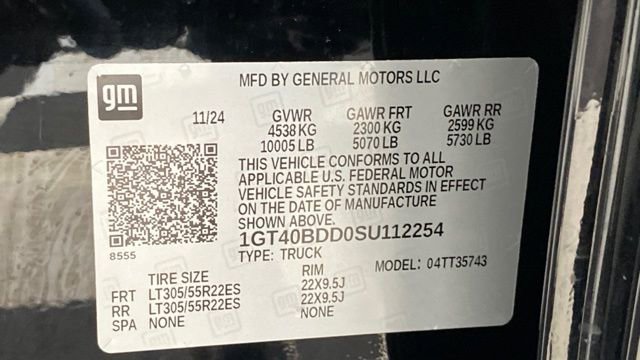 gm
MFD BY GENERAL MOTORS LLC
11/24 GVWR GAWR FRT GAWR RR
4538 KG 2300 KG 2599 KG
10005 LB 5070 LB 5730 LB
THIS VEHICLE CONFORMS TO ALL
APPLICABLE U.S. FEDERAL MOTOR
VEHICLE SAFETY STANDARDS IN EFFECT
ON THE DATE OF MANUFACTURE
SHOWN ABOVE.
1GT40BDD0SU112254
8555 TYPE: TRUCK MODEL: 04TT35743
TIRE SIZE RIM
FRT LT305/55R22ES 22X9.5J
RR LT305/55R22ES 22X9.5J
SPA NONE NONE